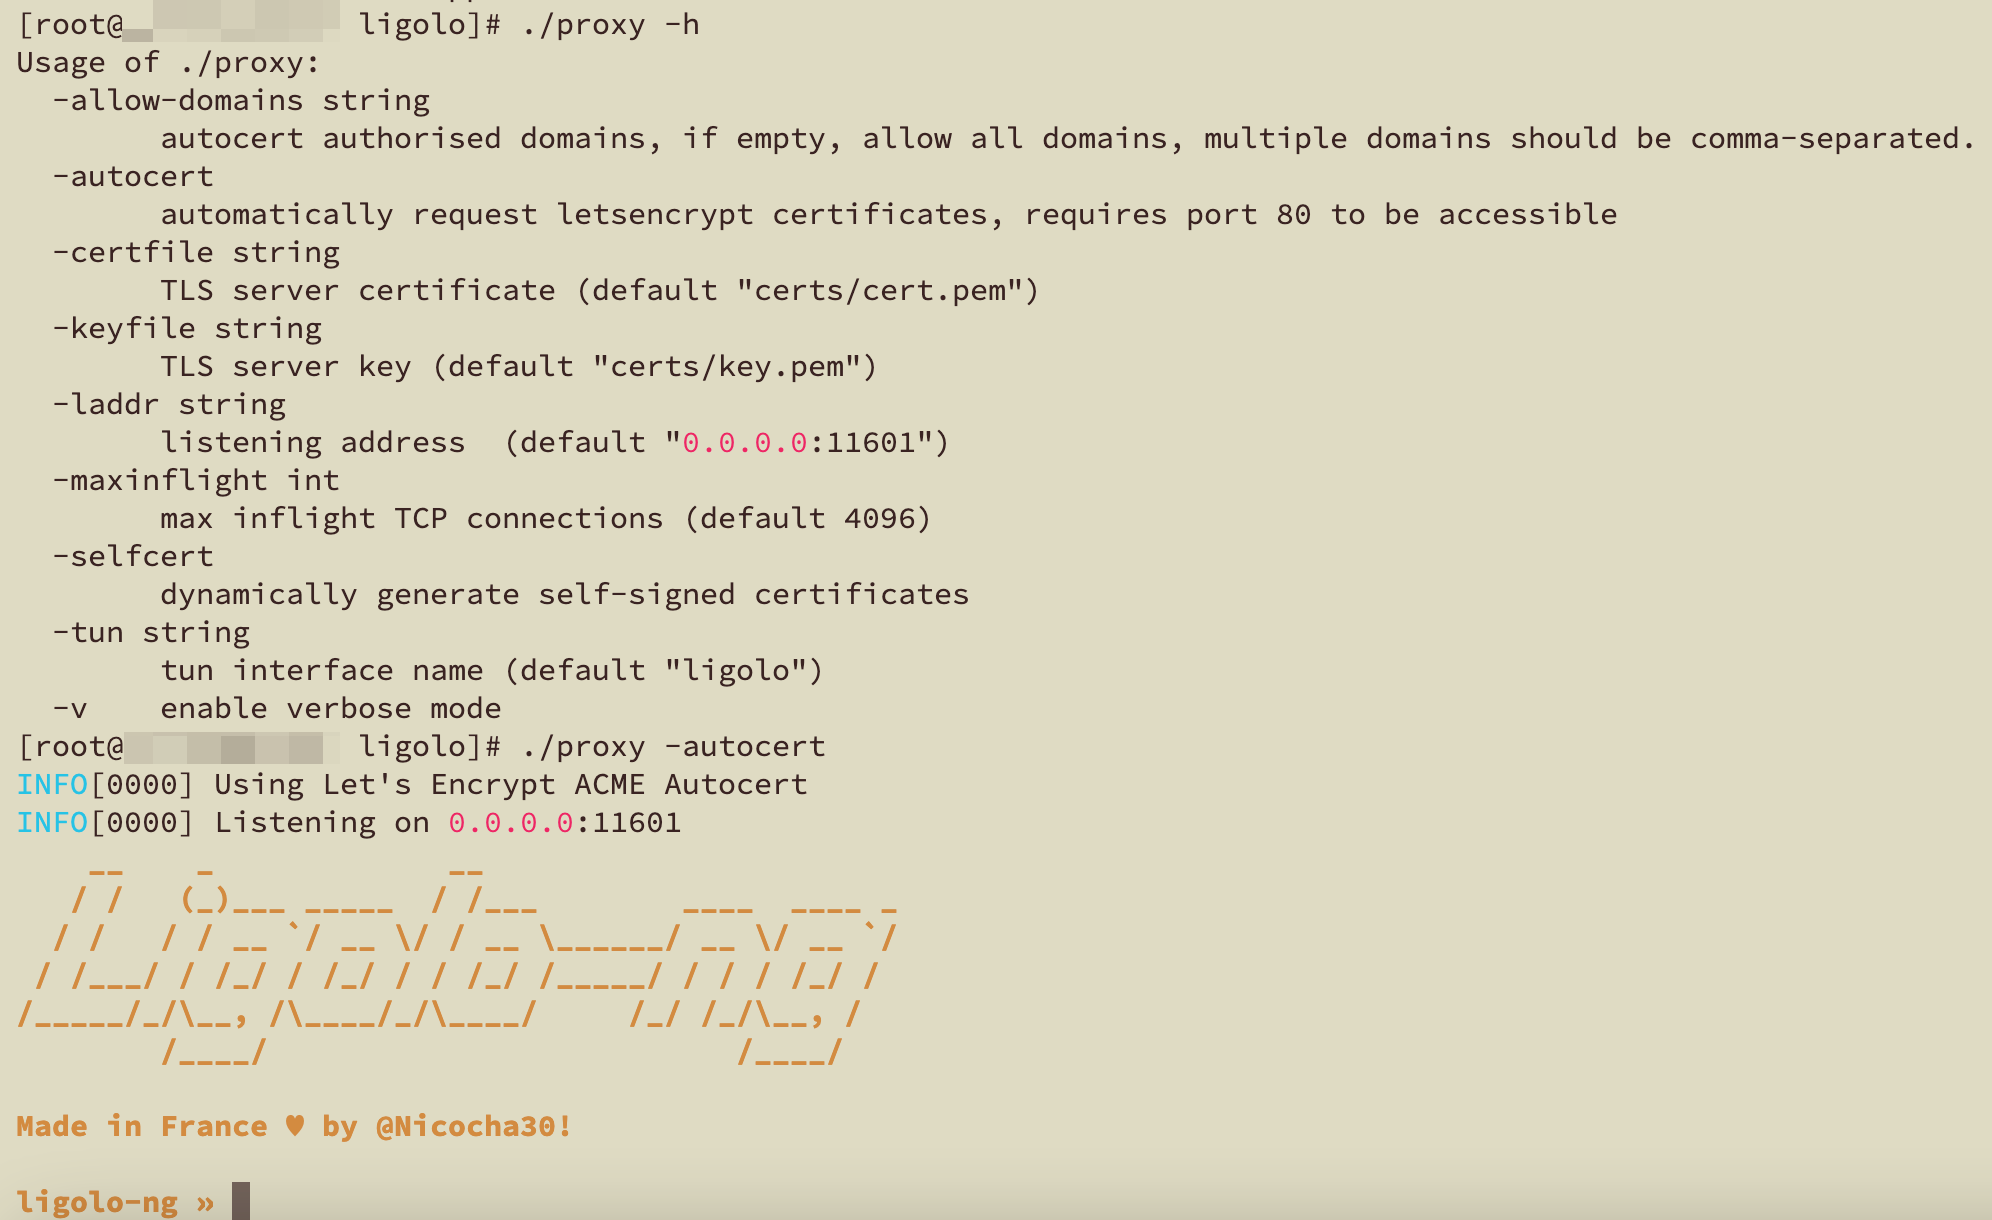 [root@ ligolo]# ./proxy -h
Usage of ./proxy:
  -allow-domains string
        autocert authorised domains, if empty, allow all domains, multiple domains should be comma-separated.
  -autocert
        automatically request letsencrypt certificates, requires port 80 to be accessible
  -certfile string
        TLS server certificate (default "certs/cert.pem")
  -keyfile string
        TLS server key (default "certs/key.pem")
  -laddr string
        listening address  (default "0.0.0.0:11601")
  -maxinflight int
        max inflight TCP connections (default 4096)
  -selfcert
        dynamically generate self-signed certificates
  -tun string
        tun interface name (default "ligolo")
  -v    enable verbose mode
[root@ ligolo]# ./proxy -autocert
INFO[0000] Using Let's Encrypt ACME Autocert
INFO[0000] Listening on 0.0.0.0:11601
    __    _             __
   / /   (_)___ _____  / /___        ____  ____ _
  / /   / / __ `/ __ \/ / __ \______/ __ \/ __ `/
 / /___/ / /_/ / /_/ / / /_/ /_____/ / / / /_/ /
/_____/_/\__, /\____/_/\____/     /_/ /_/\__, /
        /____/                          /____/
Made in France ♥ by @Nicocha30!
ligolo-ng »